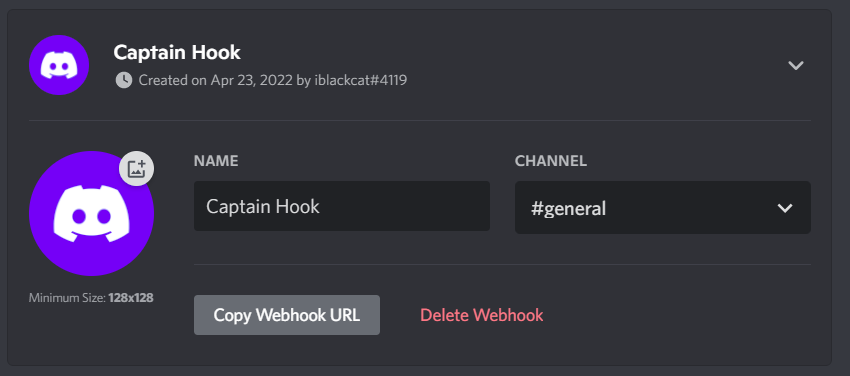 Captain Hook
Created on Apr 23, 2022 by iblackcat#4119
NAME
CHANNEL
Captain Hook
#general
Minimum Size: 128x128
Copy Webhook URL
Delete Webhook